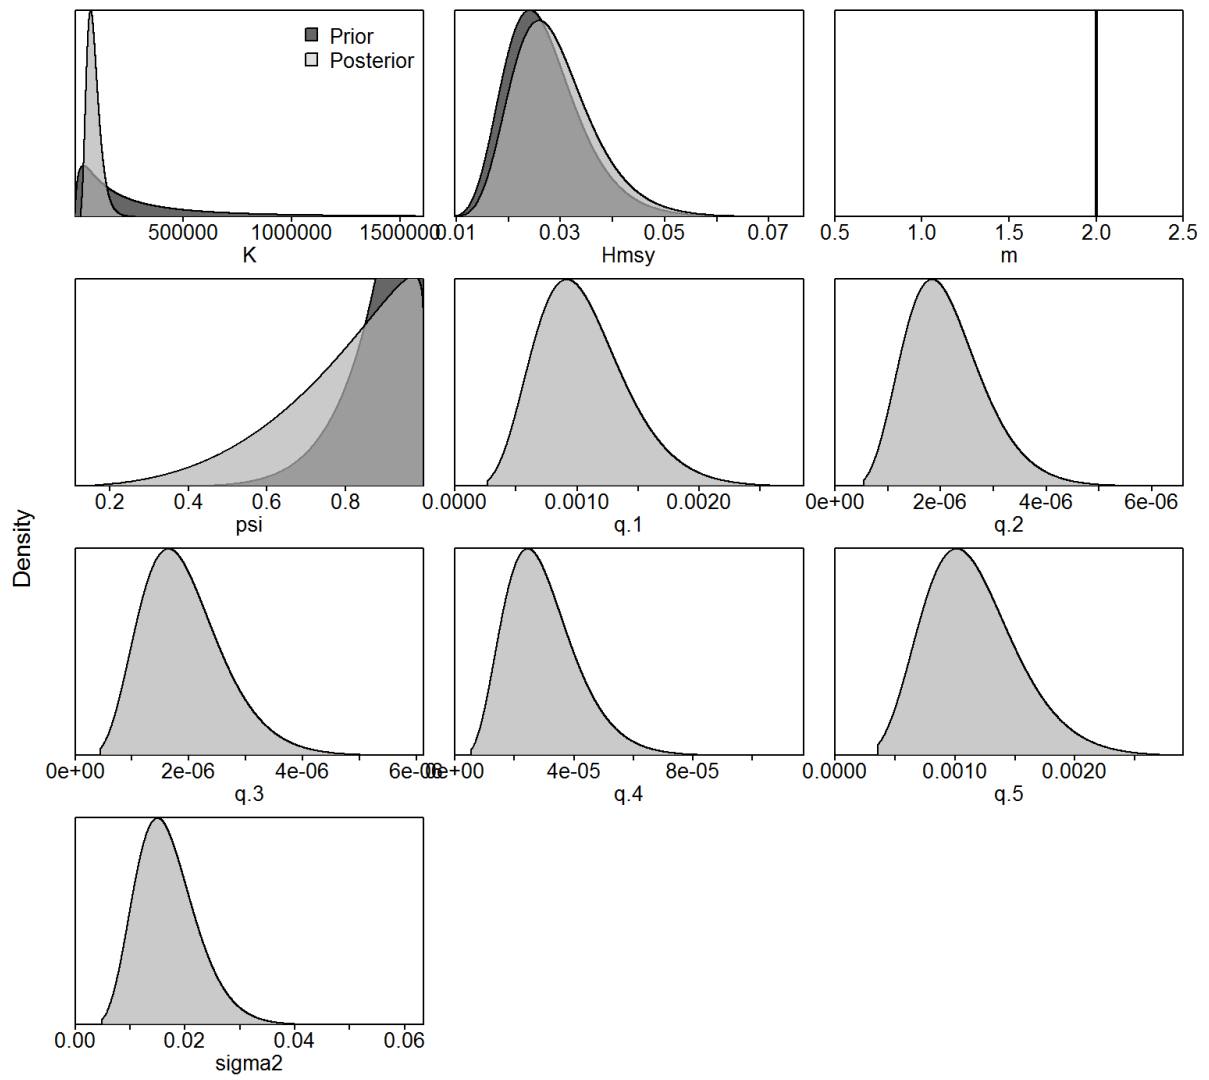 Prior
Posterior
500000 1000000 1500000
K
0.01 0.03 0.05 0.07
Hmsy
0.5 1.0 1.5 2.0 2.5
m
0.2 0.4 0.6 0.8
psi
0.0000 0.0010 0.0020
q.1
0e+00 2e-06 4e-06 6e-06
q.2
Density
0e+00 2e-06 4e-06 6e-06
q.3
0e+00 4e-05 8e-05
q.4
0.0000 0.0010 0.0020
q.5
0.00 0.02 0.04 0.06
sigma2